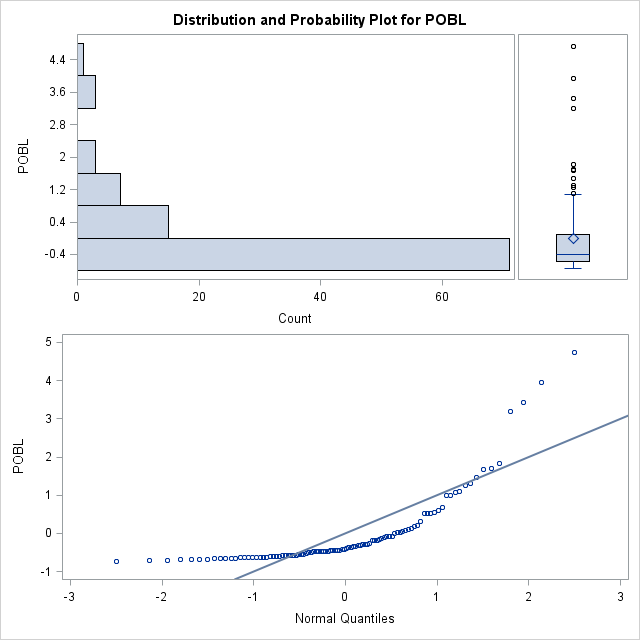 Distribution and Probability Plot for POBL
POBL
4.4
3.6
2.8
2
1.2
0.4
-0.4
0 20 40 60
Count
POBL
5
4
3
2
1
0
-1
-3 -2 -1 0 1 2 3
Normal Quantiles